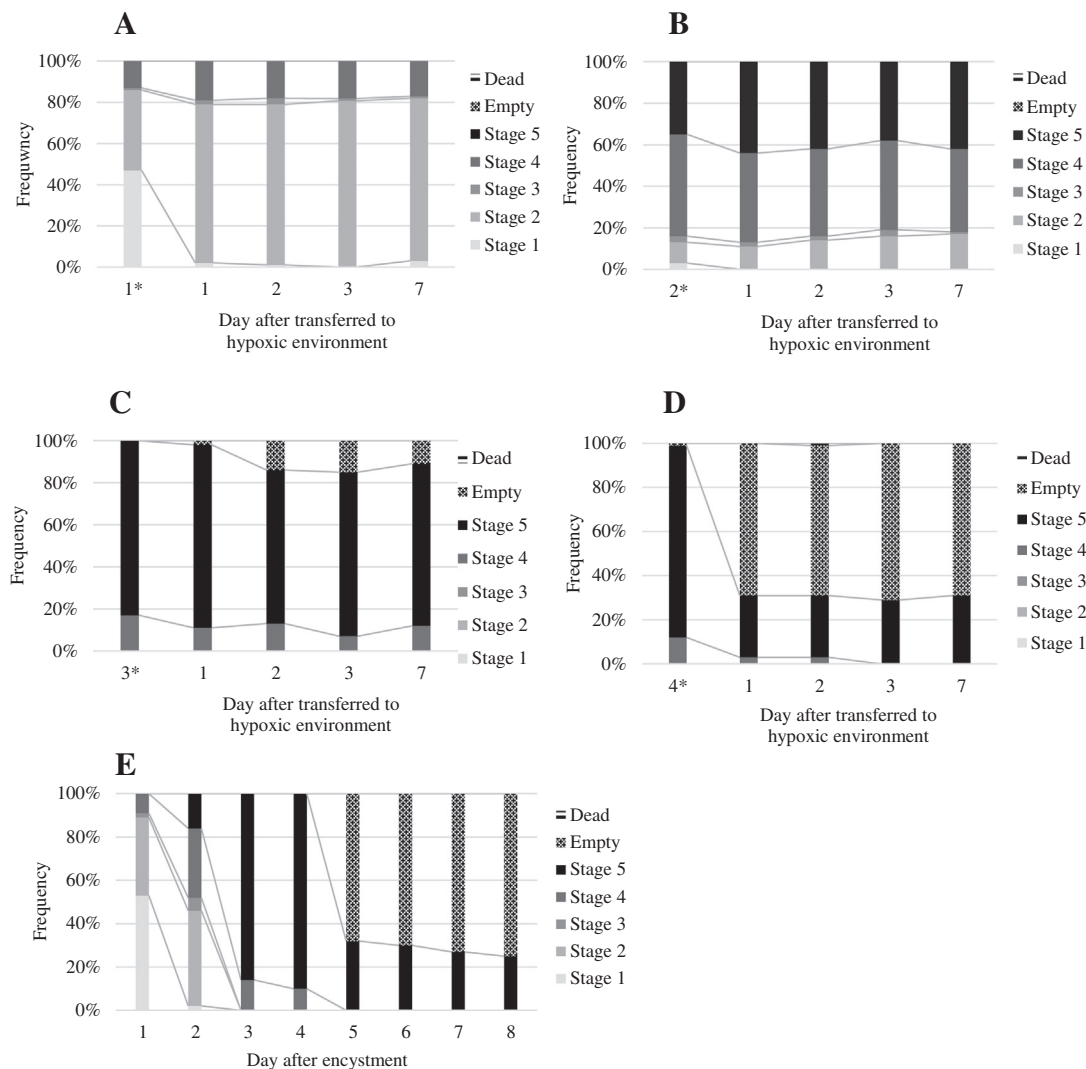 A
Frequwncy
100%
80%
60%
40%
20%
0%
1* 1 2 3 7
Day after transferred to
hypoxic environment
Dead
Empty
Stage 5
Stage 4
Stage 3
Stage 2
Stage 1
B
Frequency
100%
80%
60%
40%
20%
0%
2* 1 2 3 7
Day after transferred to
hypoxic environment
Dead
Empty
Stage 5
Stage 4
Stage 3
Stage 2
Stage 1
C
Frequency
100%
80%
60%
40%
20%
0%
3* 1 2 3 7
Day after transferred to
hypoxic environment
Dead
Empty
Stage 5
Stage 4
Stage 3
Stage 2
Stage 1
D
Frequency
100%
80%
60%
40%
20%
0%
4* 1 2 3 7
Day after transferred to
hypoxic environment
Dead
Empty
Stage 5
Stage 4
Stage 3
Stage 2
Stage 1
E
Frequency
100%
80%
60%
40%
20%
0%
1 2 3 4 5 6 7 8
Day after encystment
Dead
Empty
Stage 5
Stage 4
Stage 3
Stage 2
Stage 1